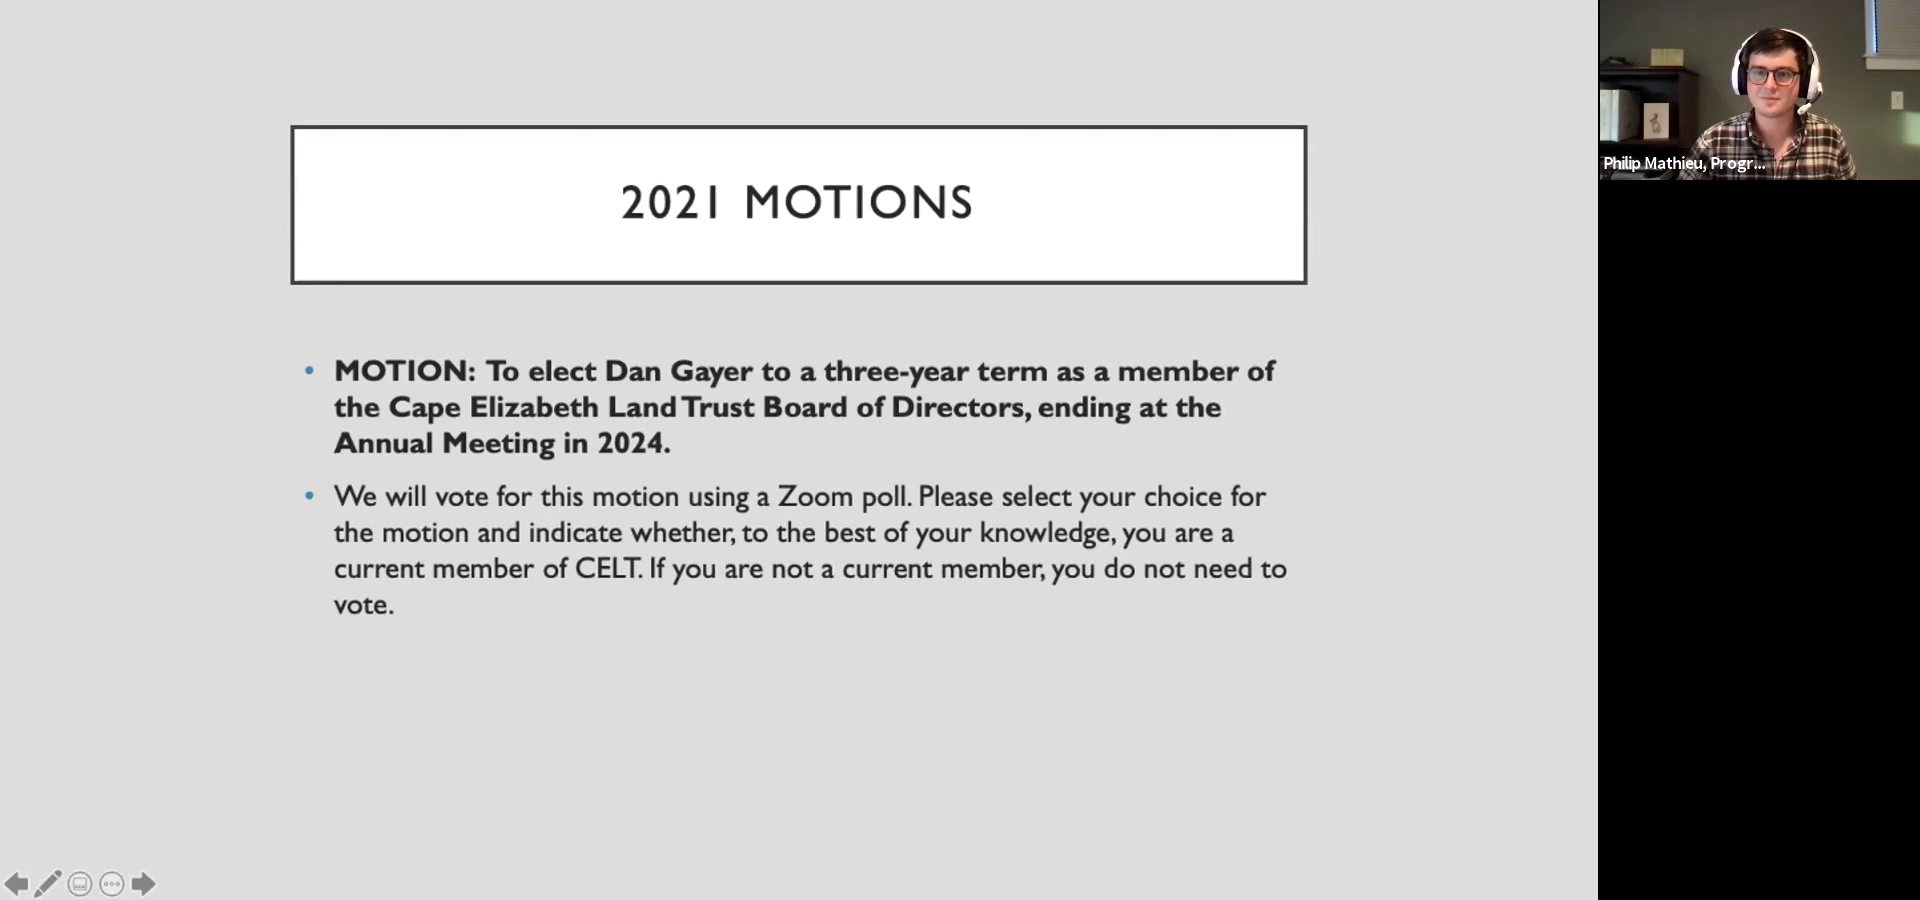 2021 MOTIONS
• MOTION: To elect Dan Gayer to a three-year term as a member of
the Cape Elizabeth Land Trust Board of Directors, ending at the
Annual Meeting in 2024.
• We will vote for this motion using a Zoom poll. Please select your choice for
the motion and indicate whether, to the best of your knowledge, you are a
current member of CELT. If you are not a current member, you do not need to
vote.
Philip Mathieu, Progr...